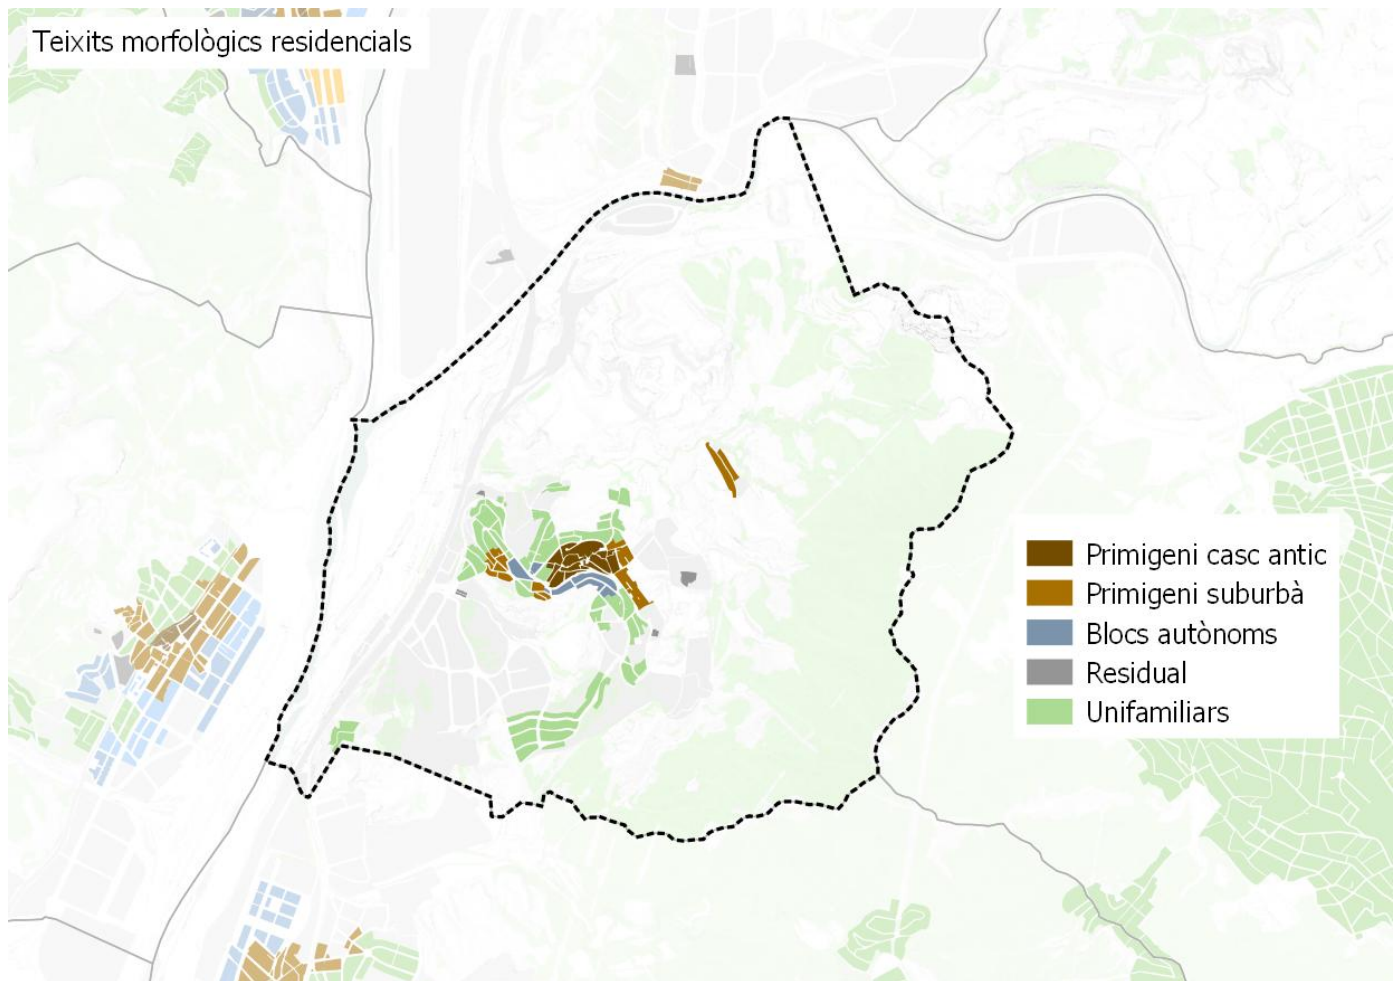 Teixits morfològics residencials
Primigeni casc antic
Primigeni suburbà
Blocs autònoms
Residual
Unifamiliars